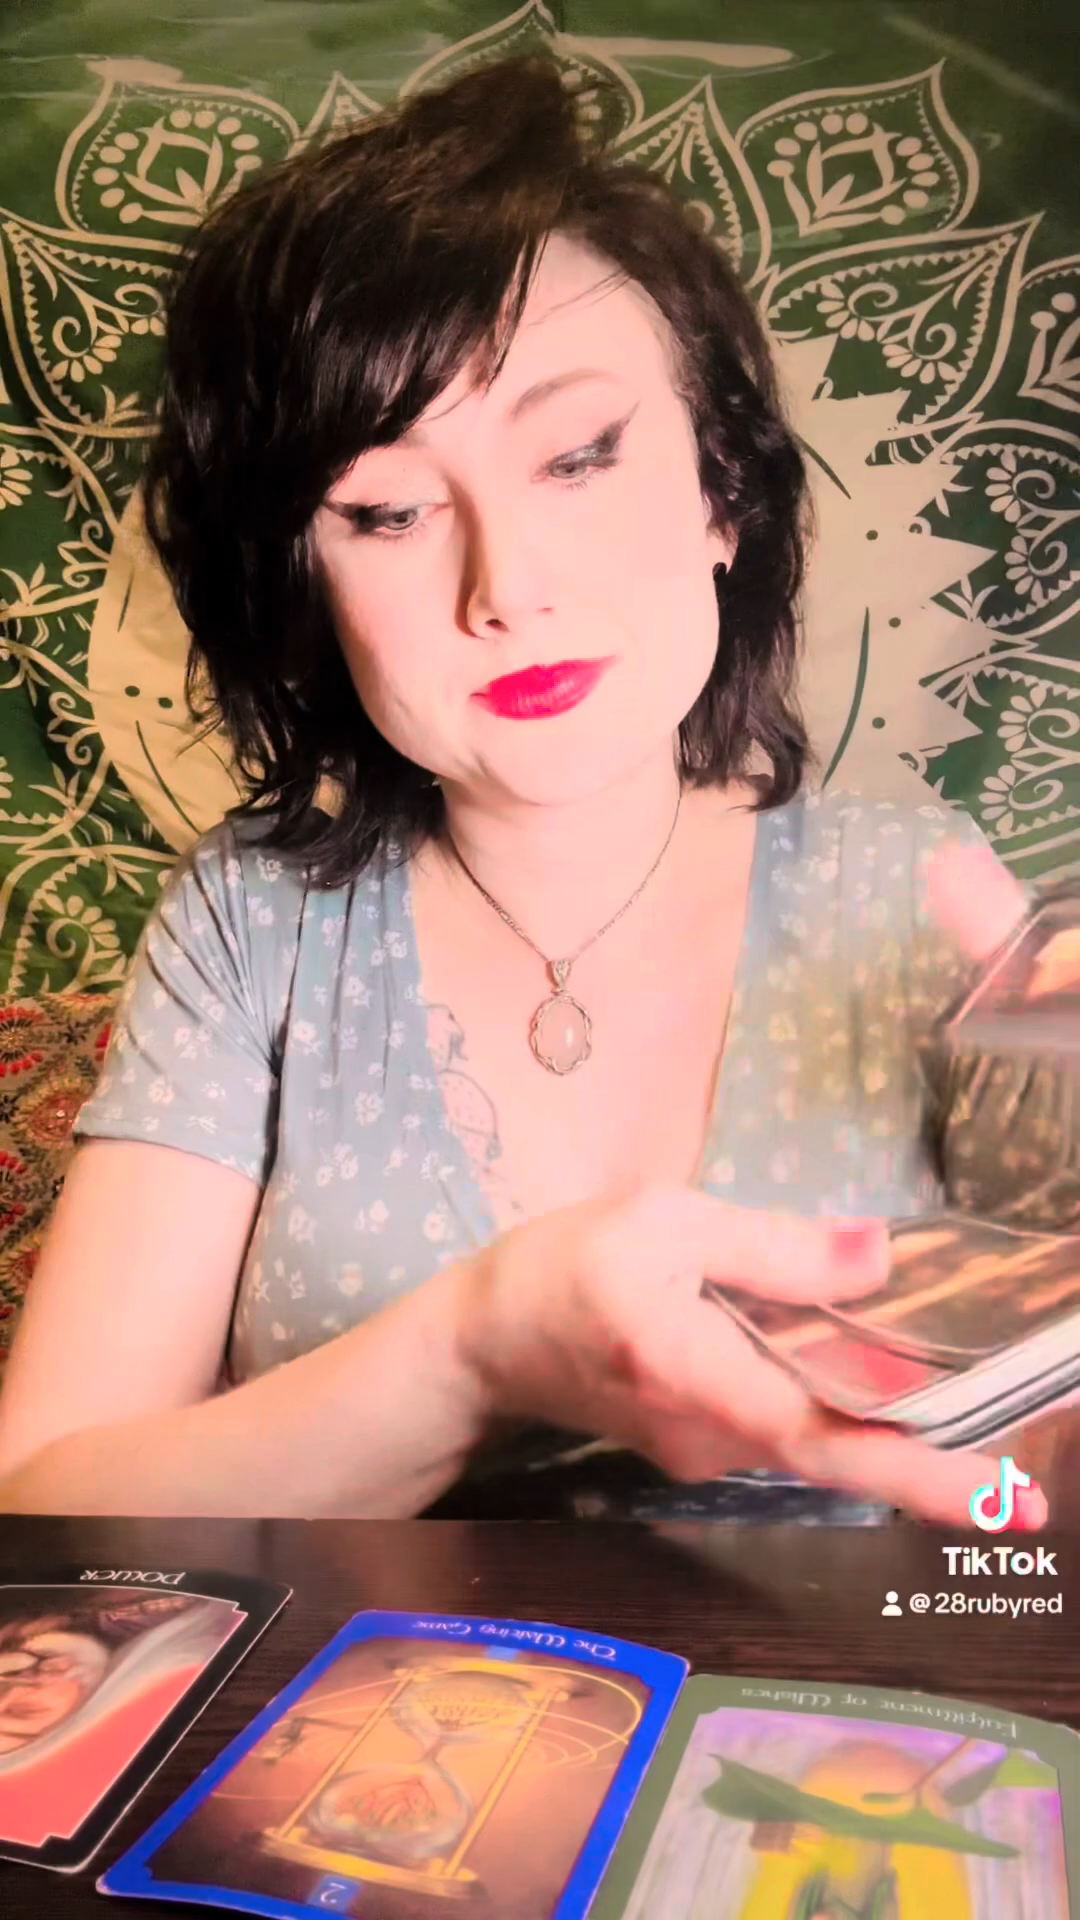 TikTok
@28rubyred
POWER
The Waiting Game
Fulfillment of Wishes
2